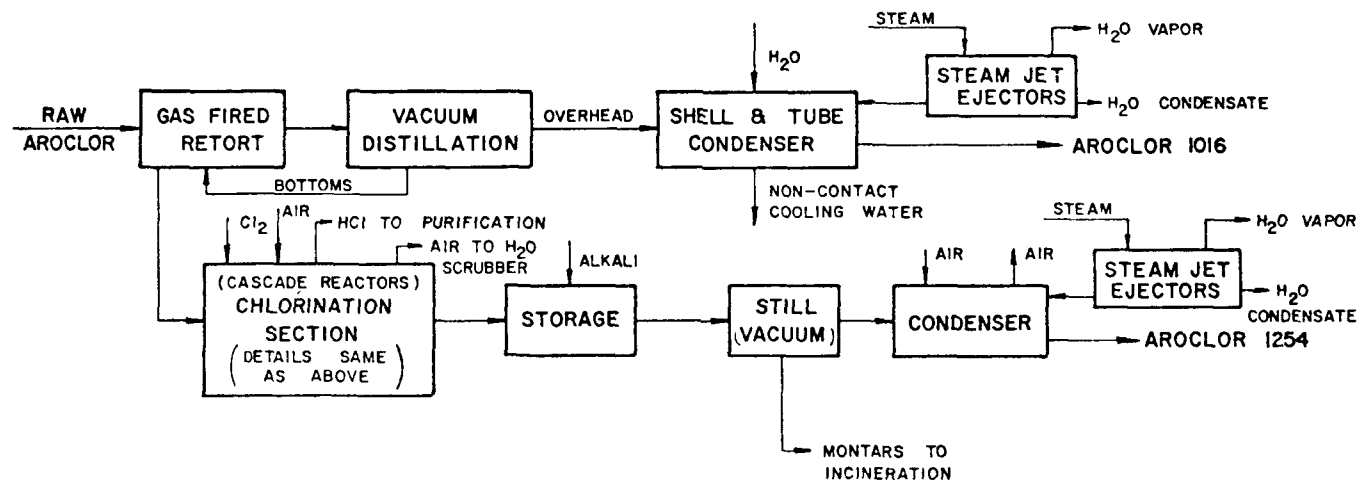 STEAM
H2O VAPOR
H2O
STEAM JET
EJECTORS
H2O CONDENSATE
RAW
AROCLOR
GAS FIRED
RETORT
VACUUM
DISTILLATION
OVERHEAD
SHELL & TUBE
CONDENSER
AROCLOR 1016
BOTTOMS
NON-CONTACT
COOLING WATER
Cl2
AIR
HCl TO PURIFICATION
AIR TO H2O
SCRUBBER
ALKALI
(CASCADE REACTORS)
CHLORINATION
SECTION
(DETAILS SAME
AS ABOVE)
STORAGE
STILL
(VACUUM)
AIR
AIR
CONDENSER
STEAM
H2O VAPOR
STEAM JET
EJECTORS
H2O
CONDENSATE
AROCLOR 1254
MONTARS TO
INCINERATION